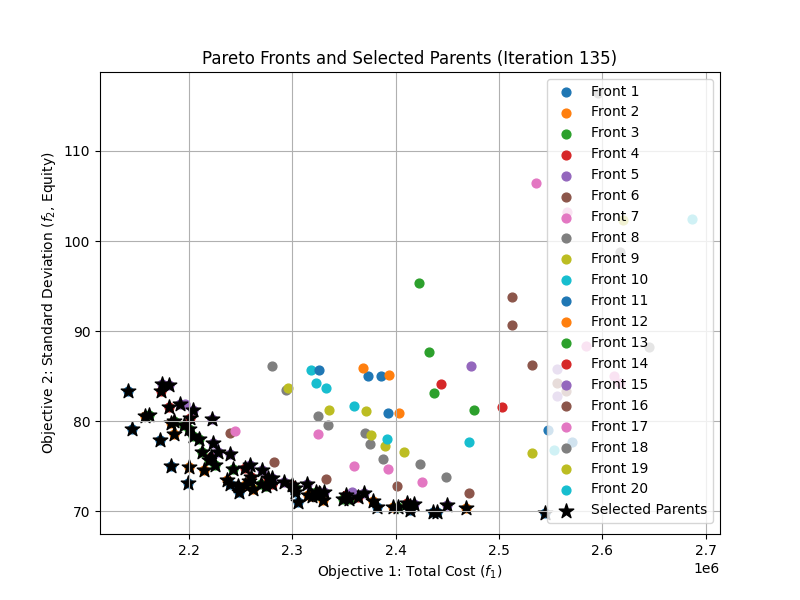 Pareto Fronts and Selected Parents (Iteration 135)
Objective 2: Standard Deviation (f₂, Equity)
110
100
90
80
70
2.2
2.3
2.4
2.5
2.6
2.7
1e6
Objective 1: Total Cost (f₁)
Front 1
Front 2
Front 3
Front 4
Front 5
Front 6
Front 7
Front 8
Front 9
Front 10
Front 11
Front 12
Front 13
Front 14
Front 15
Front 16
Front 17
Front 18
Front 19
Front 20
Selected Parents